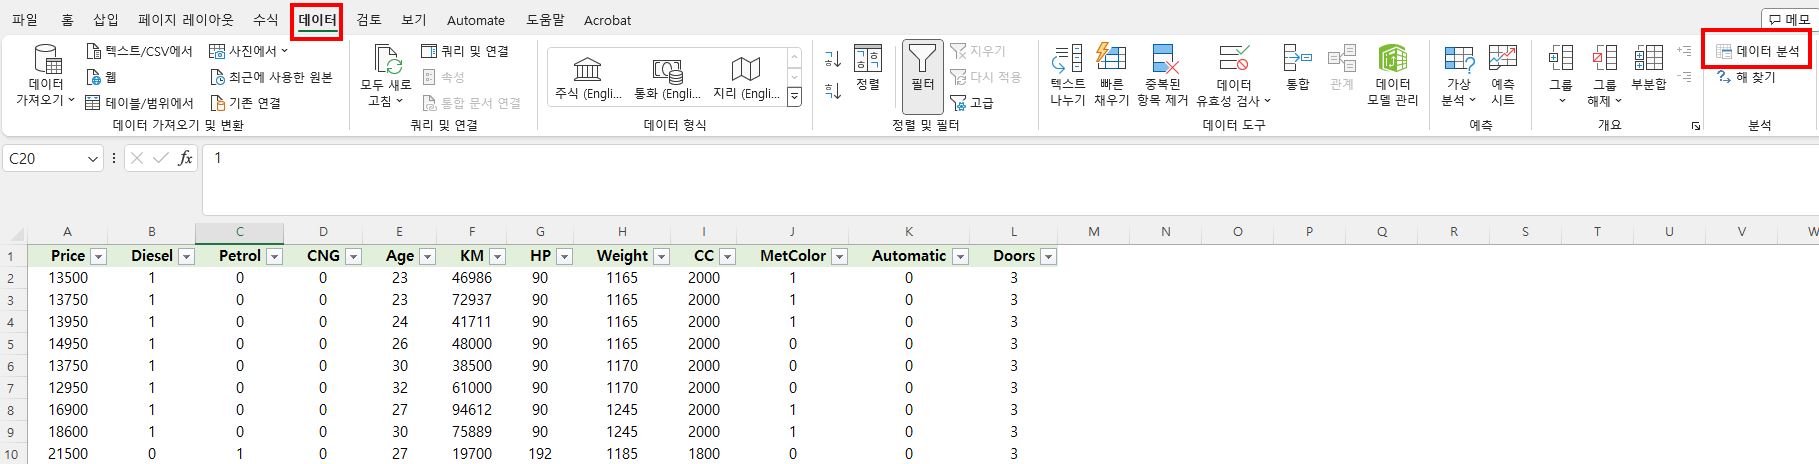 파일 홈 삽입 페이지 레이아웃 수식 데이터 검토 보기 Automate 도움말 Acrobat 메모
데이터 가져오기 텍스트/CSV에서 사진에서 웹 최근에 사용한 원본 테이블/범위에서 기존 연결
데이터 가져오기 및 변환
모두 새로 고침 쿼리 및 연결 속성 통합 문서 연결
쿼리 및 연결
주식 (Engli... 통화 (Engli... 지리 (Engli...
데이터 형식
정렬 필터 지우기 다시 적용 고급
정렬 및 필터
텍스트 나누기 빠른 채우기 중복된 항목 제거 데이터 유효성 검사 통합 관계 데이터 모델 관리
데이터 도구
가상 분석 예측 시트
예측
그룹 그룹 해제 부분합
개요
데이터 분석 해 찾기
분석
C20 fx 1
A B C D E F G H I J K L M N O P Q R S T U V W
1 Price Diesel Petrol CNG Age KM HP Weight CC MetColor Automatic Doors
2 13500 1 0 0 23 46986 90 1165 2000 1 0 3
3 13750 1 0 0 23 72937 90 1165 2000 1 0 3
4 13950 1 0 0 24 41711 90 1165 2000 1 0 3
5 14950 1 0 0 26 48000 90 1165 2000 0 0 3
6 13750 1 0 0 30 38500 90 1170 2000 0 0 3
7 12950 1 0 0 32 61000 90 1170 2000 0 0 3
8 16900 1 0 0 27 94612 90 1245 2000 1 0 3
9 18600 1 0 0 30 75889 90 1245 2000 1 0 3
10 21500 0 1 0 27 19700 192 1185 1800 0 0 3